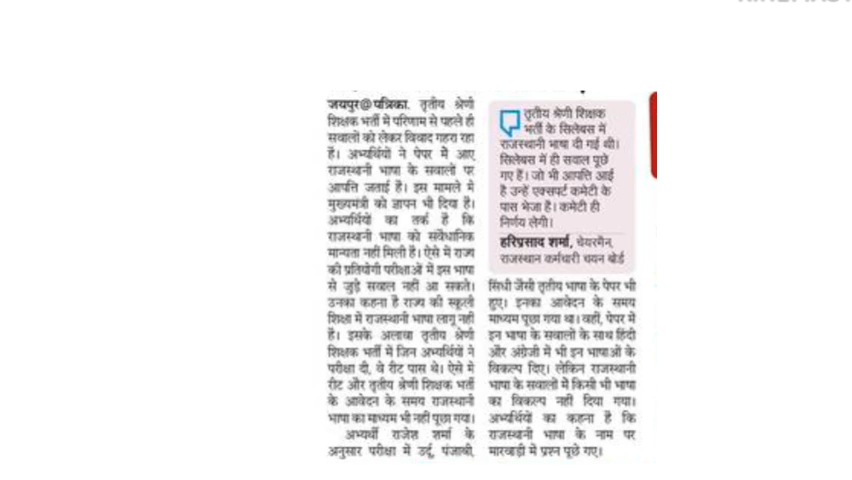 जयपुर@पत्रिका. तृतीय श्रेणी
शिक्षक भर्ती में परिणाम से पहले ही
सवालों को लेकर विवाद गहरा रहा
है। अभ्यर्थियों ने पेपर में आए
राजस्थानी भाषा के सवालों पर
आपत्ति जताई है। इस मामले में
मुख्यमंत्री को ज्ञापन भी दिया है।
अभ्यर्थियों का तर्क है कि
राजस्थानी भाषा को संवैधानिक
मान्यता नहीं मिली है। ऐसे में राज्य
की प्रतियोगी परीक्षाओं में इस भाषा
से जुड़े सवाल नहीं आ सकते।
उनका कहना है राज्य की स्कूली
शिक्षा में राजस्थानी भाषा लागू नहीं
है। इसके अलावा तृतीय श्रेणी
शिक्षक भर्ती में जिन अभ्यर्थियों ने
परीक्षा दी, वे रीट पास थे। ऐसे में
रीट और तृतीय श्रेणी शिक्षक भर्ती
के आवेदन के समय राजस्थानी
भाषा का माध्यम भी नहीं पूछा गया।
अभ्यर्थी राजेश शर्मा के
अनुसार परीक्षा में उर्दू, पंजाबी,
तृतीय श्रेणी शिक्षक
भर्ती के सिलेबस में
राजस्थानी भाषा दी गई थी।
सिलेबस में ही सवाल पूछे
गए हैं। जो भी आपत्ति आई
है उन्हें एक्सपर्ट कमेटी के
पास भेजा है। कमेटी ही
निर्णय लेगी।
हरिप्रसाद शर्मा, चेयरमैन,
राजस्थान कर्मचारी चयन बोर्ड
सिंधी जैसी तृतीय भाषा के पेपर भी
हुए। इनका आवेदन के समय
माध्यम पूछा गया था। वहीं, पेपर में
इन भाषा के सवालों के साथ हिंदी
और अंग्रेजी में भी इन भाषाओं के
विकल्प दिए। लेकिन राजस्थानी
भाषा के सवालों में किसी भी भाषा
का विकल्प नहीं दिया गया।
अभ्यर्थियों का कहना है कि
राजस्थानी भाषा के नाम पर
मारवाड़ी में प्रश्न पूछे गए।